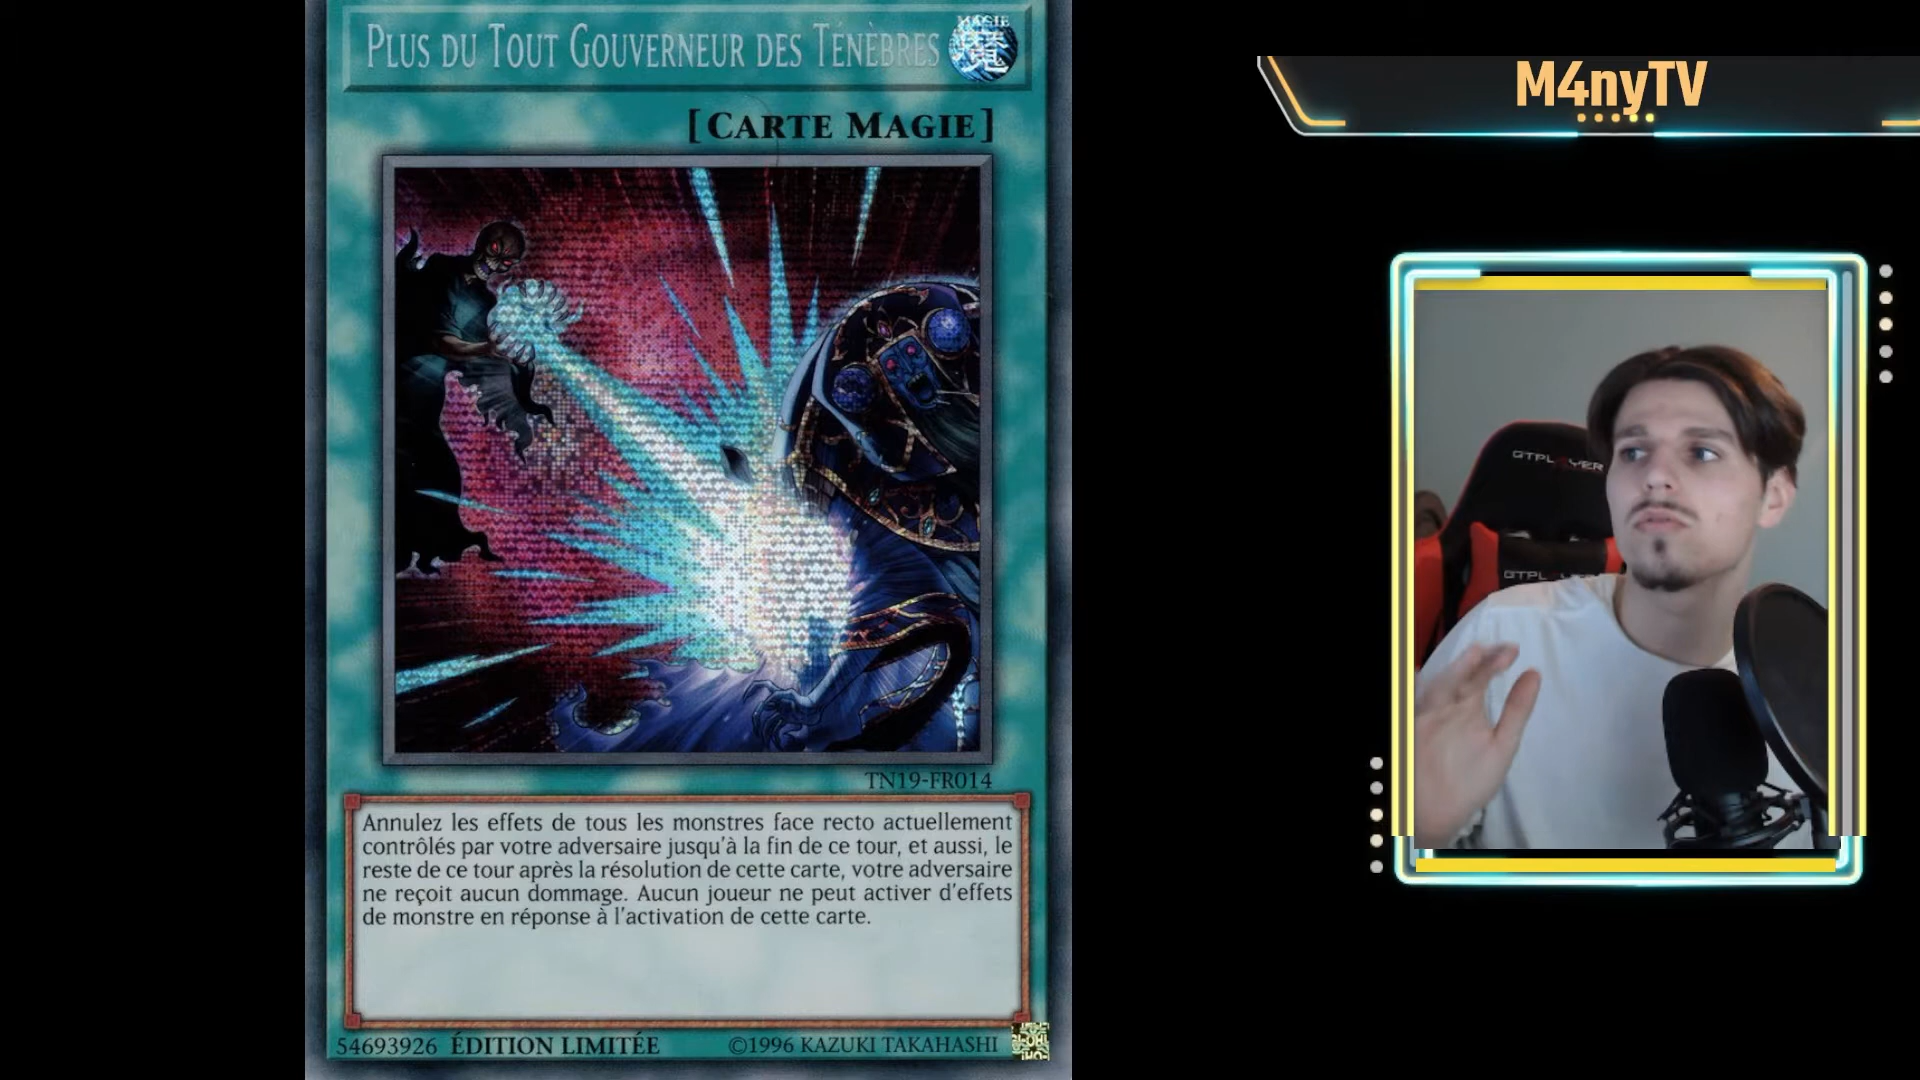 Plus du Tout Gouverneur des Ténèbres
MAGIE
魔
[Carte Magie]
TN19-FR014
Annulez les effets de tous les monstres face recto actuellement
contrôlés par votre adversaire jusqu'à la fin de ce tour, et aussi, le
reste de ce tour après la résolution de cette carte, votre adversaire
ne reçoit aucun dommage. Aucun joueur ne peut activer d'effets
de monstre en réponse à l'activation de cette carte.
54693926 ÉDITION LIMITÉE ©1996 KAZUKI TAKAHASHI
M4nyTV
GTPLAYER